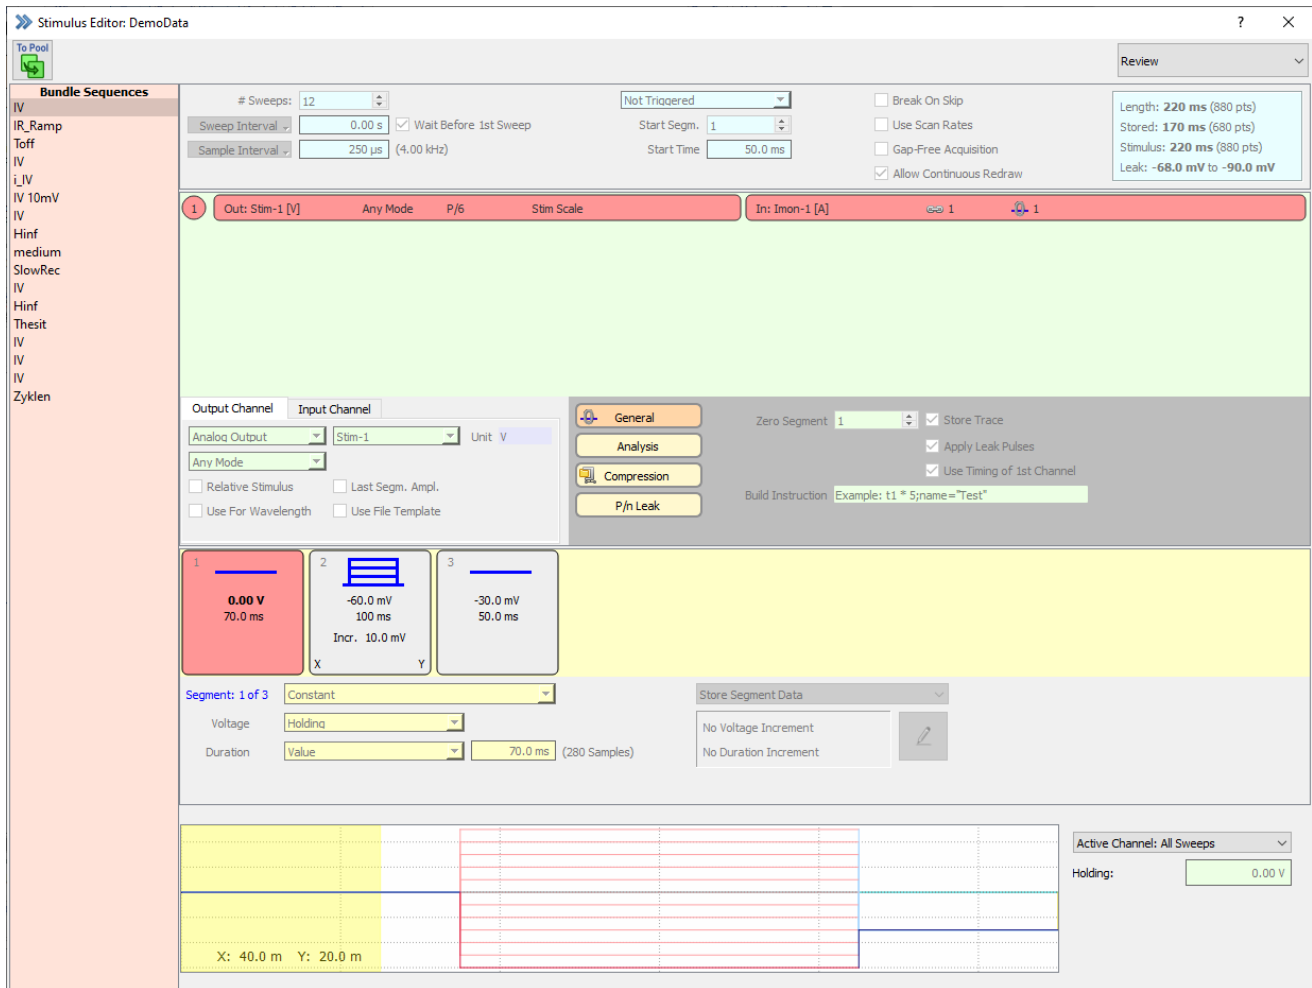 Stimulus Editor: DemoData
?
To Pool
Review
Bundle Sequences
IV
IR_Ramp
Toff
IV
i_IV
IV 10mV
IV
Hinf
medium
SlowRec
IV
Hinf
Thesit
IV
IV
IV
Zyklen
# Sweeps: 12
Sweep Interval 0.00 s Wait Before 1st Sweep
Sample Interval 250 µs (4.00 kHz)
Not Triggered
Start Segm. 1
Start Time 50.0 ms
Break On Skip
Use Scan Rates
Gap-Free Acquisition
Allow Continuous Redraw
Length: 220 ms (880 pts)
Stored: 170 ms (680 pts)
Stimulus: 220 ms (880 pts)
Leak: -68.0 mV to -90.0 mV
1 Out: Stim-1 [V] Any Mode P/6 Stim Scale In: Imon-1 [A] 1 1
Output Channel Input Channel
Analog Output Stim-1 Unit V
Any Mode
Relative Stimulus Last Segm. Ampl.
Use For Wavelength Use File Template
General
Analysis
Compression
P/n Leak
Zero Segment 1 Store Trace
Apply Leak Pulses
Use Timing of 1st Channel
Build Instruction Example: t1 * 5;name="Test"
1
0.00 V
70.0 ms
2
-60.0 mV
100 ms
Incr. 10.0 mV
X Y
3
-30.0 mV
50.0 ms
Segment: 1 of 3 Constant
Voltage Holding
Duration Value 70.0 ms (280 Samples)
Store Segment Data
No Voltage Increment
No Duration Increment
X: 40.0 m Y: 20.0 m
Active Channel: All Sweeps
Holding: 0.00 V